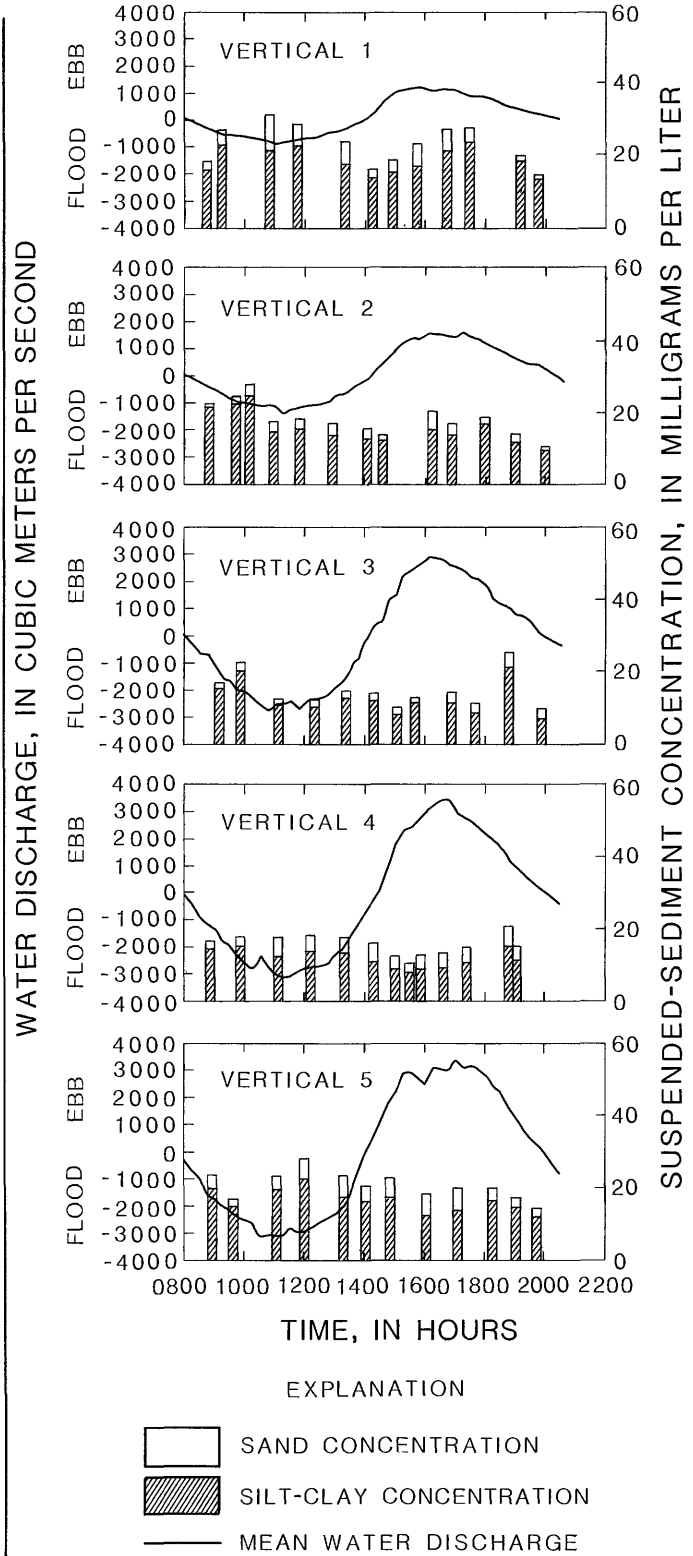 WATER DISCHARGE, IN CUBIC METERS PER SECOND
SUSPENDED-SEDIMENT CONCENTRATION, IN MILLIGRAMS PER LITER
VERTICAL 1
EBB
FLOOD
4000
3000
2000
1000
0
-1000
-2000
-3000
-4000
60
40
20
0
VERTICAL 2
EBB
FLOOD
4000
3000
2000
1000
0
-1000
-2000
-3000
-4000
60
40
20
0
VERTICAL 3
EBB
FLOOD
4000
3000
2000
1000
0
-1000
-2000
-3000
-4000
60
40
20
0
VERTICAL 4
EBB
FLOOD
4000
3000
2000
1000
0
-1000
-2000
-3000
-4000
60
40
20
0
VERTICAL 5
EBB
FLOOD
4000
3000
2000
1000
0
-1000
-2000
-3000
-4000
60
40
20
0
0800 1000 1200 1400 1600 1800 2000 2200
TIME, IN HOURS
EXPLANATION
SAND CONCENTRATION
SILT-CLAY CONCENTRATION
MEAN WATER DISCHARGE